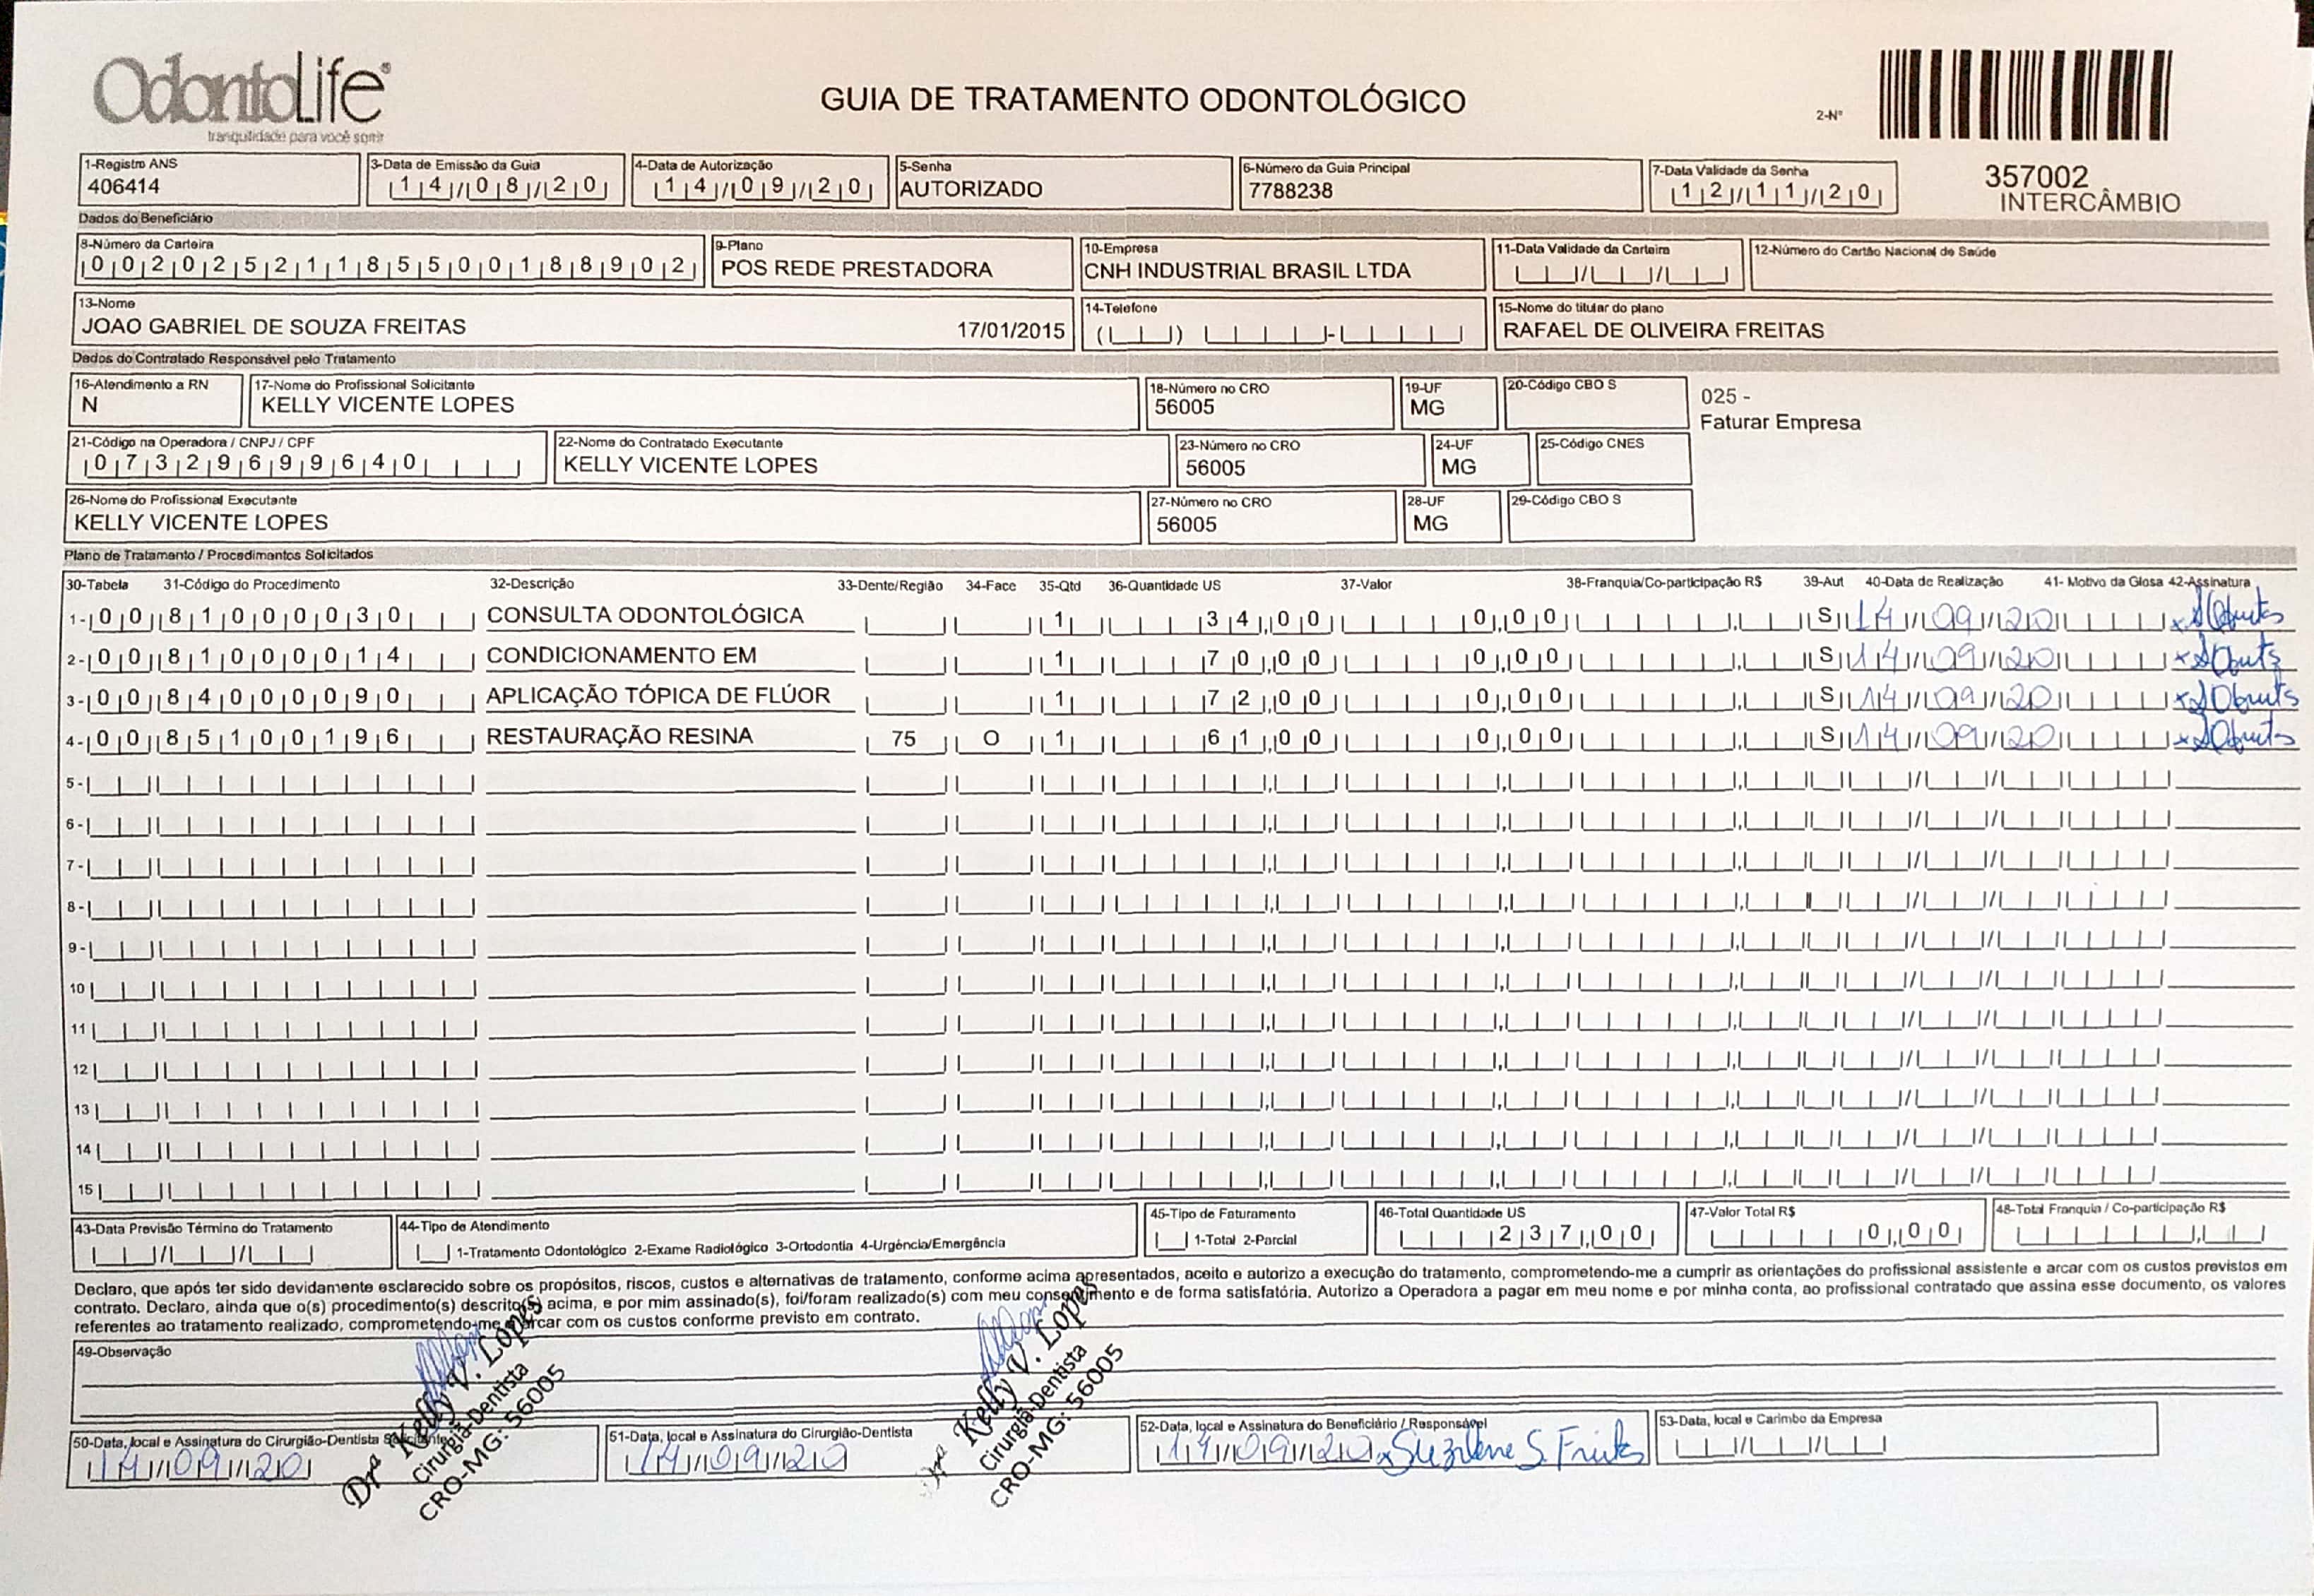 OdontoLife®
tranquilidade para você sorrir
GUIA DE TRATAMENTO ODONTOLÓGICO
2-Nº
357002
INTERCÂMBIO
1-Registro ANS
406414
3-Data de Emissão da Guia
14/08/20
4-Data de Autorização
14/09/20
5-Senha
AUTORIZADO
6-Número da Guia Principal
7788238
7-Data Validade da Senha
12/11/20
Dados do Beneficiário
8-Número da Carteira
00202521185500188902
9-Plano
POS REDE PRESTADORA
10-Empresa
CNH INDUSTRIAL BRASIL LTDA
11-Data Validade da Carteira
12-Número do Cartão Nacional de Saúde
13-Nome
JOAO GABRIEL DE SOUZA FREITAS 17/01/2015
14-Telefone
15-Nome do titular do plano
RAFAEL DE OLIVEIRA FREITAS
Dados do Contratado Responsável pelo Tratamento
16-Atendimento a RN
N
17-Nome do Profissional Solicitante
KELLY VICENTE LOPES
18-Número no CRO
56005
19-UF
MG
20-Código CBO S
025 -
Faturar Empresa
21-Código na Operadora / CNPJ / CPF
07329699640
22-Nome do Contratado Executante
KELLY VICENTE LOPES
23-Número no CRO
56005
24-UF
MG
25-Código CNES
26-Nome do Profissional Executante
KELLY VICENTE LOPES
27-Número no CRO
56005
28-UF
MG
29-Código CBO S
Plano de Tratamento / Procedimentos Solicitados
30-Tabela 31-Código do Procedimento 32-Descrição 33-Dente/Região 34-Face 35-Qtd 36-Quantidade US 37-Valor 38-Franquia/Co-participação R$ 39-Aut 40-Data de Realização 41- Motivo da Glosa 42-Assinatura
1- 00 81000030 CONSULTA ODONTOLÓGICA 1 34,00 0,00 S 14/09/20
2- 00 81000014 CONDICIONAMENTO EM 1 70,00 0,00 S 14/09/20
3- 00 84000090 APLICAÇÃO TÓPICA DE FLÚOR 1 72,00 0,00 S 14/09/20
4- 00 85100196 RESTAURAÇÃO RESINA 75 O 1 61,00 0,00 S 14/09/20
5-
6-
7-
8-
9-
10
11
12
13
14
15
43-Data Previsão Término do Tratamento
44-Tipo de Atendimento
1-Tratamento Odontológico 2-Exame Radiológico 3-Ortodontia 4-Urgência/Emergência
45-Tipo de Faturamento
1-Total 2-Parcial
46-Total Quantidade US
237,00
47-Valor Total R$
0,00
48-Total Franquia / Co-participação R$
Declaro, que após ter sido devidamente esclarecido sobre os propósitos, riscos, custos e alternativas de tratamento, conforme acima apresentados, aceito e autorizo a execução do tratamento, comprometendo-me a cumprir as orientações do profissional assistente e arcar com os custos previstos em
contrato. Declaro, ainda que o(s) procedimento(s) descrito(s) acima, e por mim assinado(s), foi/foram realizado(s) com meu consentimento e de forma satisfatória. Autorizo a Operadora a pagar em meu nome e por minha conta, ao profissional contratado que assina esse documento, os valores
referentes ao tratamento realizado, comprometendo-me a arcar com os custos conforme previsto em contrato.
49-Observação
50-Data, local e Assinatura do Cirurgião-Dentista Solicitante
14/09/20
Drª Kelly V. Lopes
Cirurgiã-Dentista
CRO-MG: 56005
51-Data, local e Assinatura do Cirurgião-Dentista
14/09/20
Drª Kelly V. Lopes
Cirurgiã-Dentista
CRO-MG: 56005
52-Data, local e Assinatura do Beneficiário / Responsável
14/09/20 x Suzilene S. Freitas
53-Data, local e Carimbo da Empresa